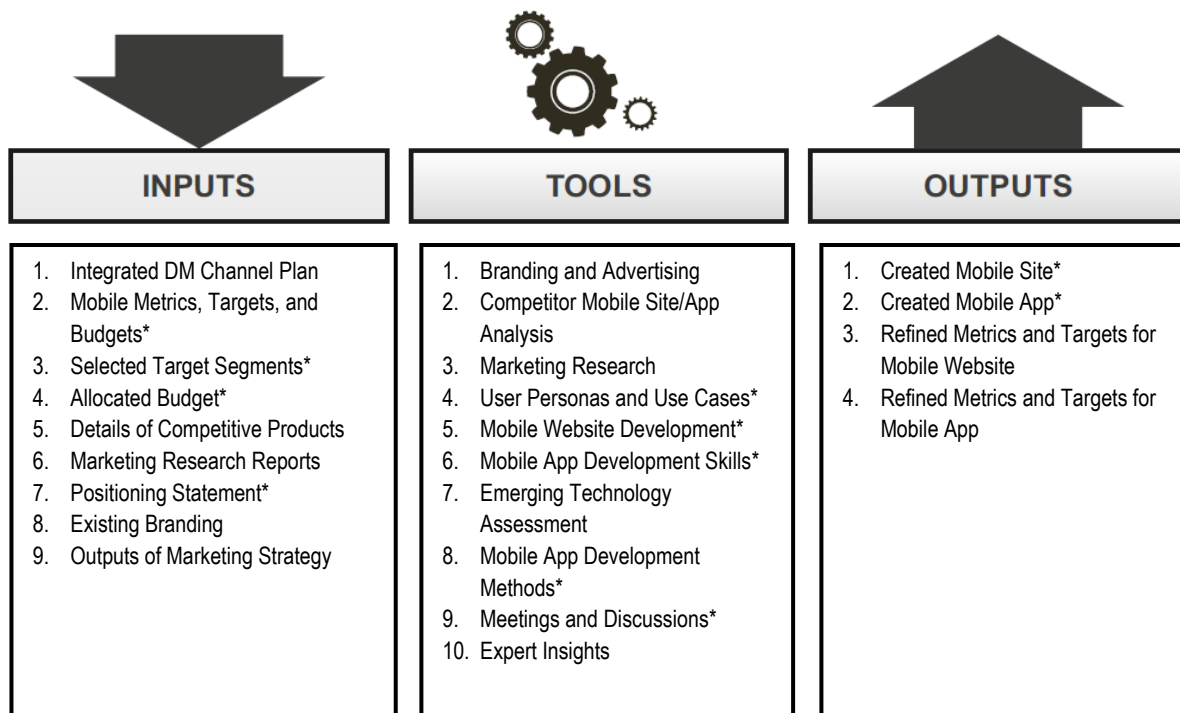 INPUTS
TOOLS
OUTPUTS
1. Integrated DM Channel Plan
2. Mobile Metrics, Targets, and
Budgets*
3. Selected Target Segments*
4. Allocated Budget*
5. Details of Competitive Products
6. Marketing Research Reports
7. Positioning Statement*
8. Existing Branding
9. Outputs of Marketing Strategy
1. Branding and Advertising
2. Competitor Mobile Site/App
Analysis
3. Marketing Research
4. User Personas and Use Cases*
5. Mobile Website Development*
6. Mobile App Development Skills*
7. Emerging Technology
Assessment
8. Mobile App Development
Methods*
9. Meetings and Discussions*
10. Expert Insights
1. Created Mobile Site*
2. Created Mobile App*
3. Refined Metrics and Targets for
Mobile Website
4. Refined Metrics and Targets for
Mobile App